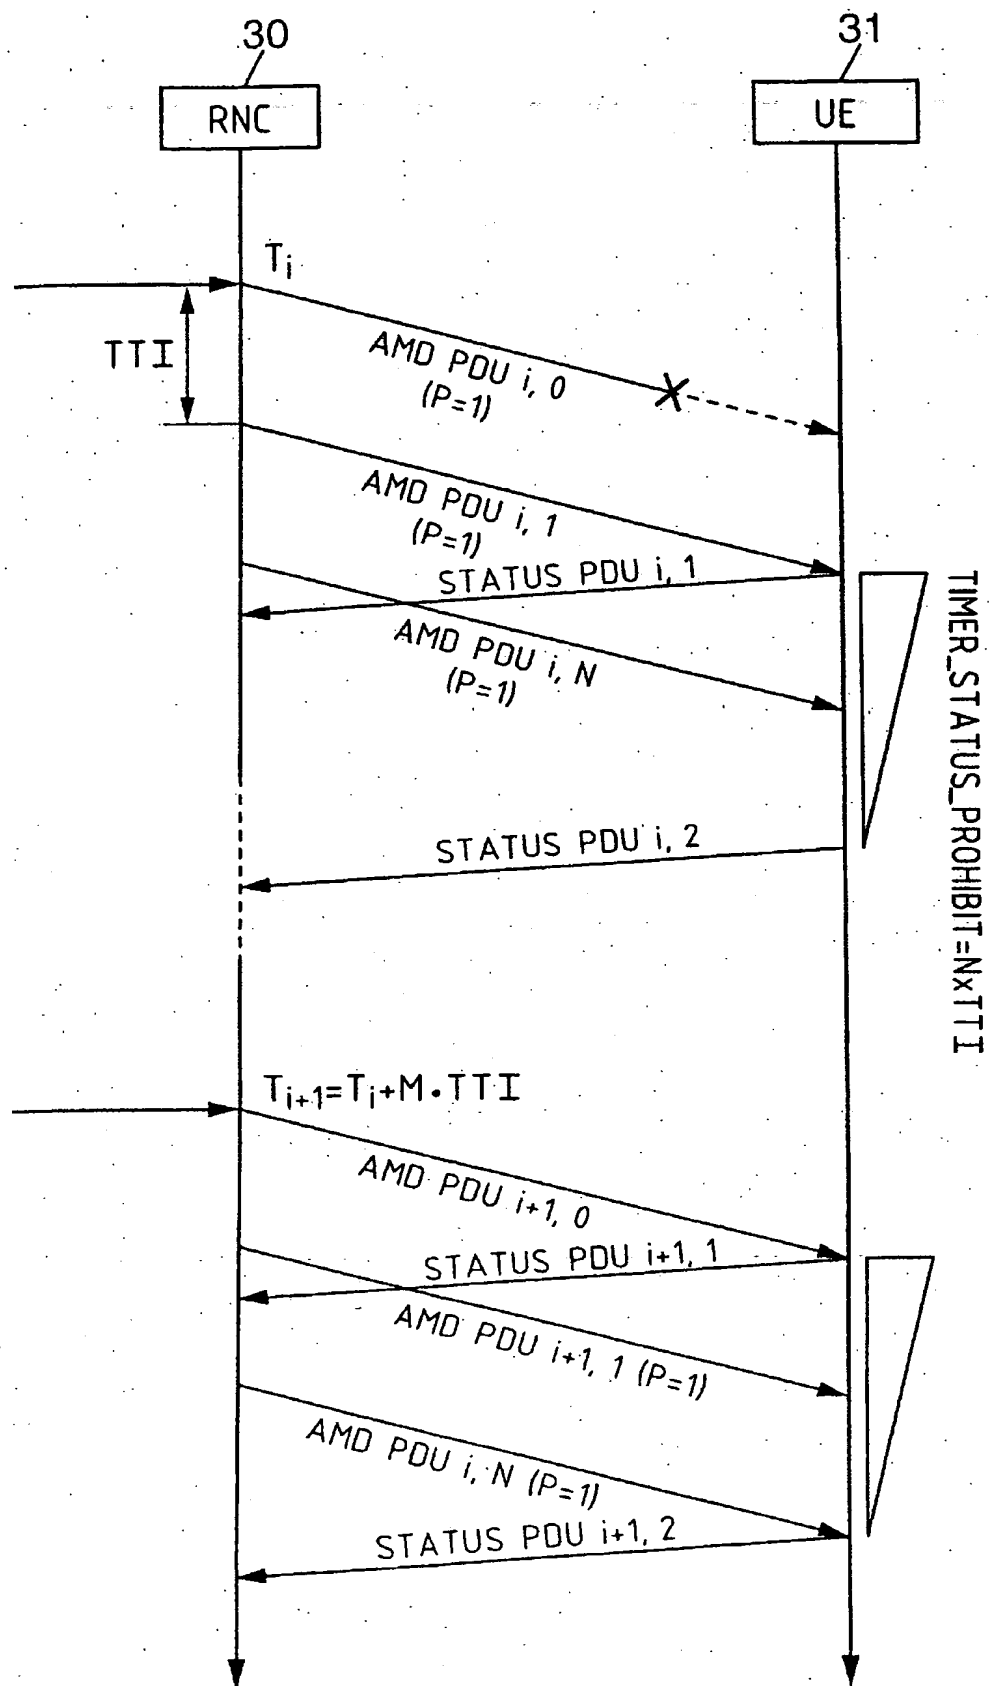 30
31
RNC
UE
Ti
TTI
AMD PDU i, 0
(P=1)
AMD PDU i, 1
(P=1)
STATUS PDU i, 1
AMD PDU i, N
(P=1)
TIMER_STATUS_PROHIBIT=NxTTI
STATUS PDU i, 2
Ti+1=Ti+M•TTI
AMD PDU i+1, 0
STATUS PDU i+1, 1
AMD PDU i+1, 1 (P=1)
AMD PDU i, N (P=1)
STATUS PDU i+1, 2